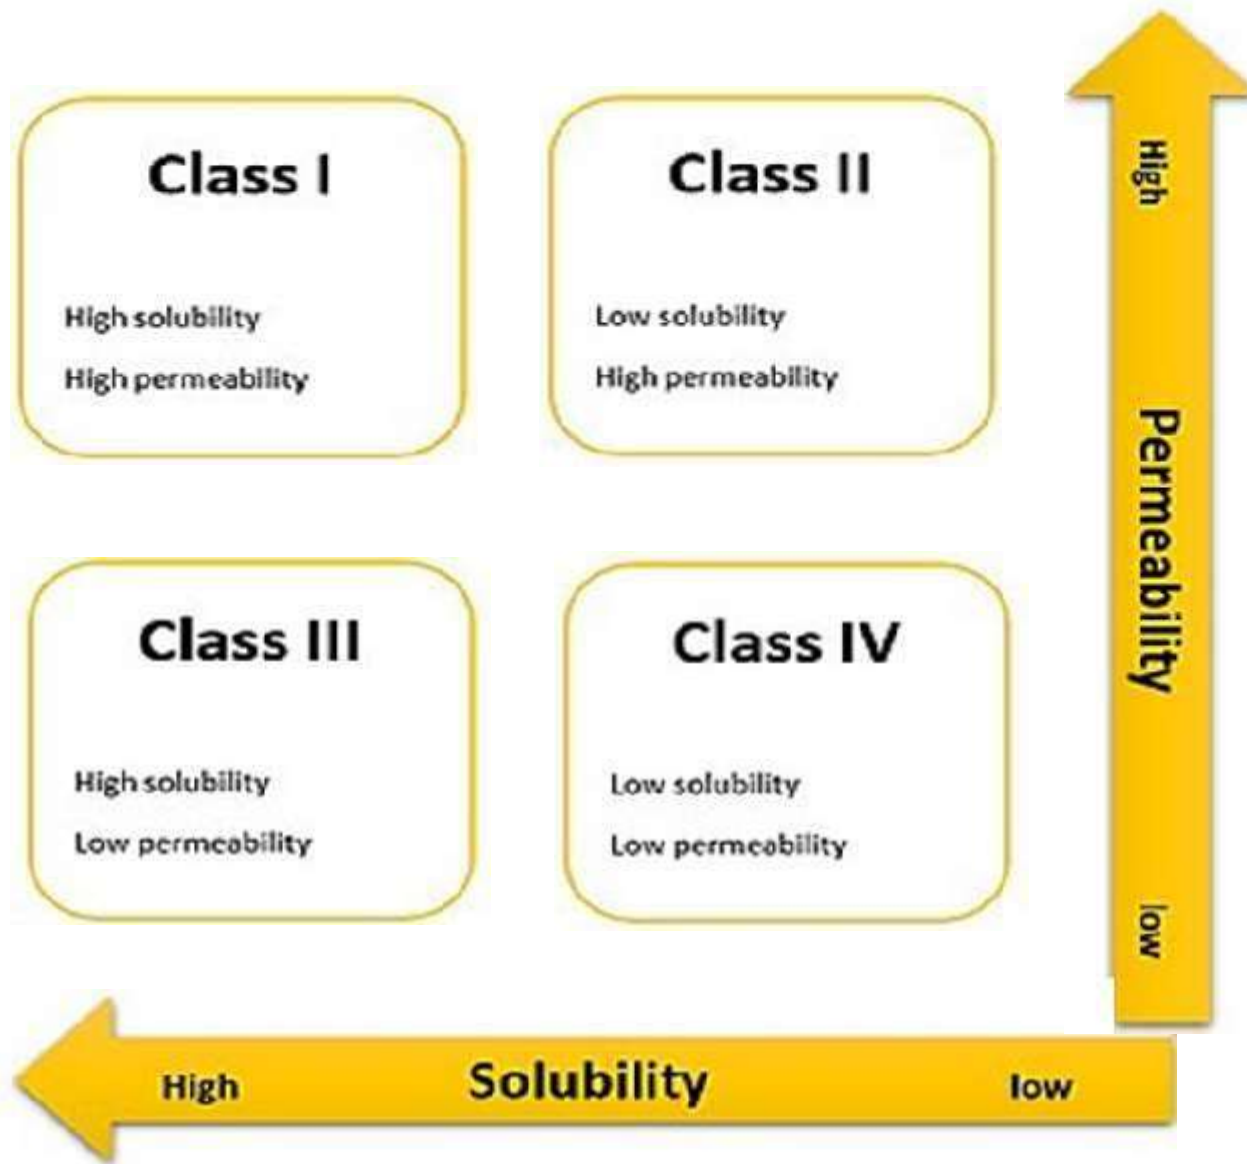 Class I
High solubility
High permeability
Class II
Low solubility
High permeability
Class III
High solubility
Low permeability
Class IV
Low solubility
Low permeability
High
Permeability
low
High
Solubility
low